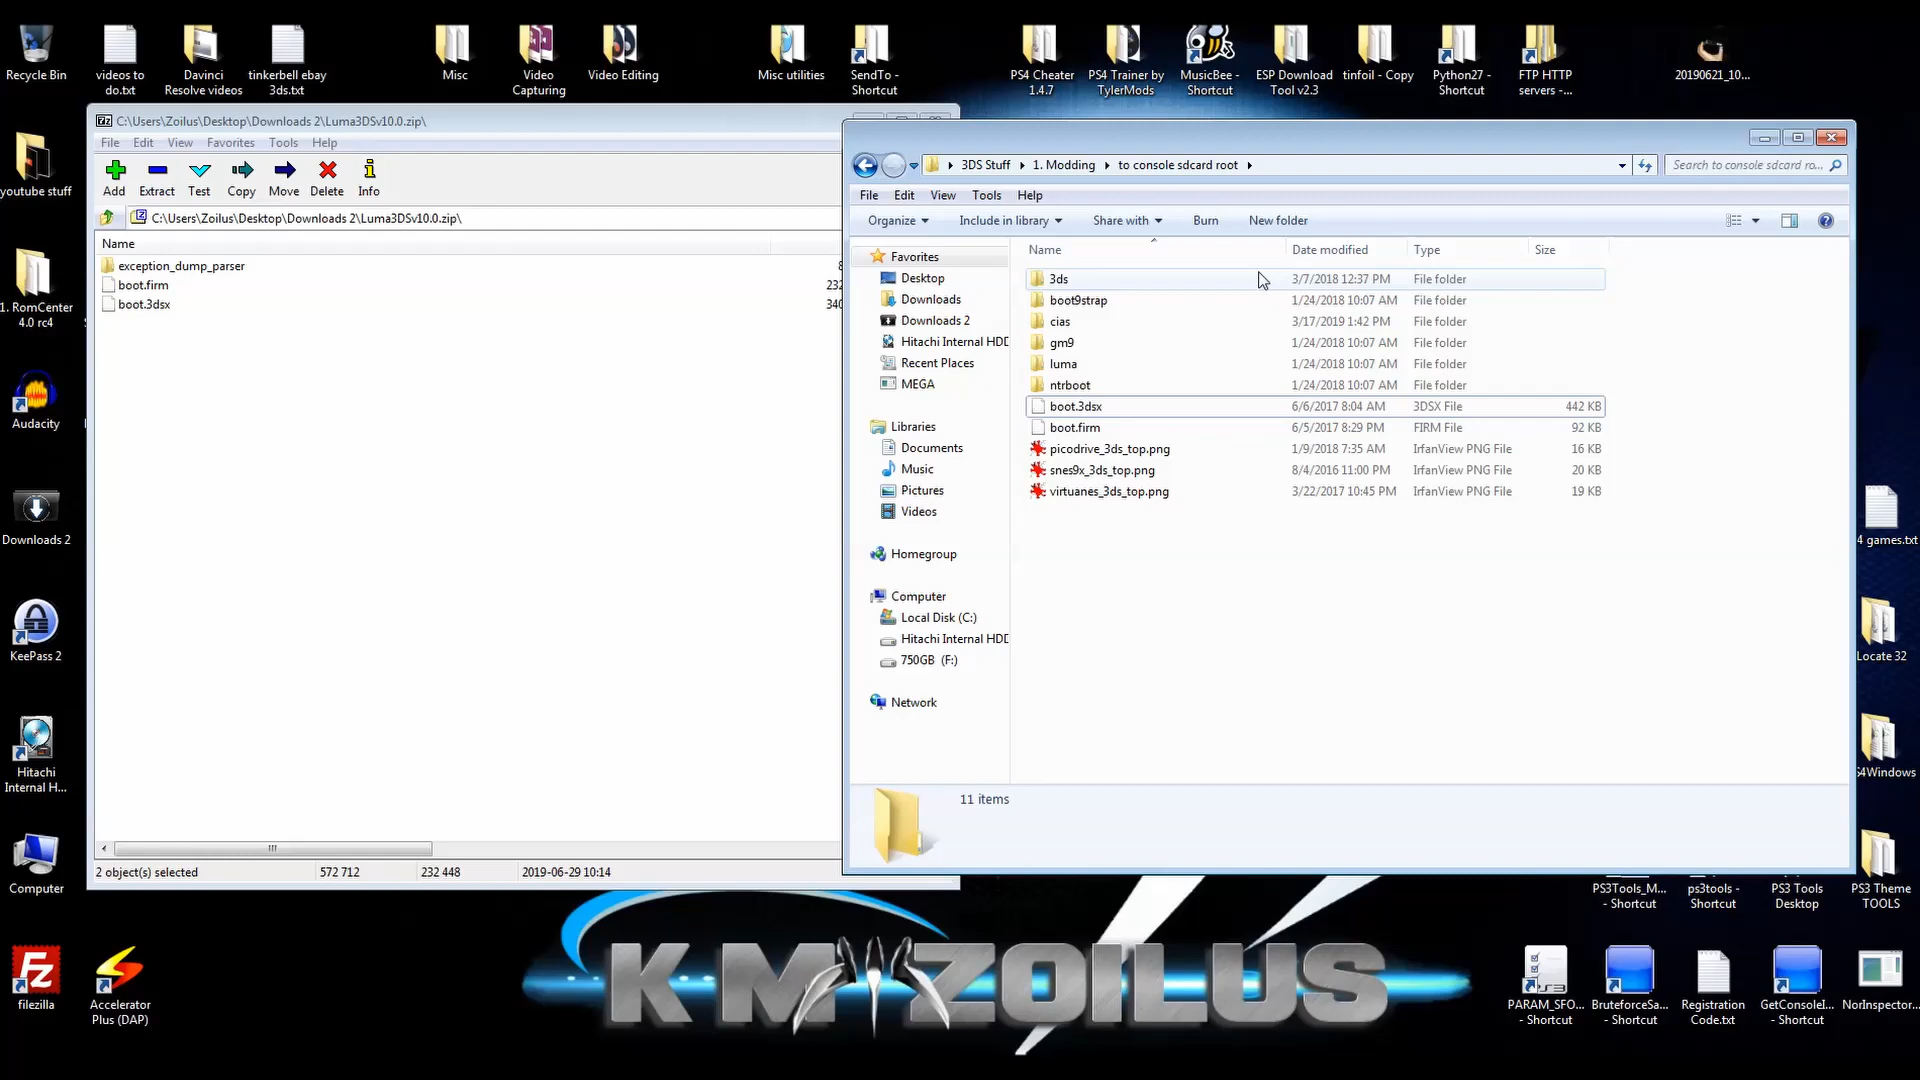 Recycle Bin
videos to
do.txt
Davinci
Resolve videos
tinkerbell ebay
3ds.txt
Misc
Video
Capturing
Video Editing
Misc utilities
SendTo -
Shortcut
PS4 Cheater
1.4.7
PS4 Trainer by
TylerMods
MusicBee -
Shortcut
ESP Download
Tool v2.3
tinfoil - Copy
Python27 -
Shortcut
FTP HTTP
servers -...
20190621_10...
youtube stuff
1. RomCenter
4.0 rc4
Audacity
Downloads 2
KeePass 2
Hitachi
Internal H...
Computer
filezilla
Accelerator
Plus (DAP)
C:\Users\Zoilus\Desktop\Downloads 2\Luma3DSv10.0.zip\
File Edit View Favorites Tools Help
Add Extract Test Copy Move Delete Info
C:\Users\Zoilus\Desktop\Downloads 2\Luma3DSv10.0.zip\
Name
exception_dump_parser 8
boot.firm 232
boot.3dsx 340
2 object(s) selected 572 712 232 448 2019-06-29 10:14
3DS Stuff 1. Modding to console sdcard root
Search to console sdcard ro...
File Edit View Tools Help
Organize Include in library Share with Burn New folder
Favorites
Desktop
Downloads
Downloads 2
Hitachi Internal HDD
Recent Places
MEGA
Libraries
Documents
Music
Pictures
Videos
Homegroup
Computer
Local Disk (C:)
Hitachi Internal HDD
750GB (F:)
Network
Name Date modified Type Size
3ds 3/7/2018 12:37 PM File folder
boot9strap 1/24/2018 10:07 AM File folder
cias 3/17/2019 1:42 PM File folder
gm9 1/24/2018 10:07 AM File folder
luma 1/24/2018 10:07 AM File folder
ntrboot 1/24/2018 10:07 AM File folder
boot.3dsx 6/6/2017 8:04 AM 3DSX File 442 KB
boot.firm 6/5/2017 8:29 PM FIRM File 92 KB
picodrive_3ds_top.png 1/9/2018 7:35 AM IrfanView PNG File 16 KB
snes9x_3ds_top.png 8/4/2016 11:00 PM IrfanView PNG File 20 KB
virtuanes_3ds_top.png 3/22/2017 10:45 PM IrfanView PNG File 19 KB
11 items
4 games.txt
Locate 32
S4Windows
PS3Tools_M...
- Shortcut
ps3tools -
Shortcut
PS3 Tools
Desktop
PS3 Theme
TOOLS
PARAM_SFO...
- Shortcut
BruteforceSa...
- Shortcut
Registration
Code.txt
GetConsoleI...
- Shortcut
NorInspector...
KM ZOILUS